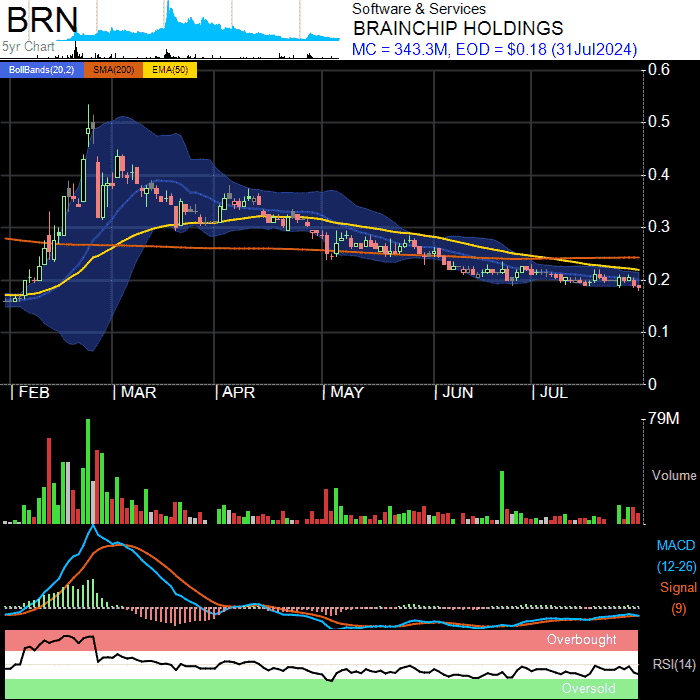 BRN
5yr Chart
Software & Services
BRAINCHIP HOLDINGS
MC = 343.3M, EOD = $0.18 (31Jul2024)
BollBands(20,2) SMA(200) EMA(50)
0.6
0.5
0.4
0.3
0.2
0.1
0
FEB MAR APR MAY JUN JUL
79M
Volume
MACD
(12-26)
Signal
(9)
Overbought
RSI(14)
Oversold